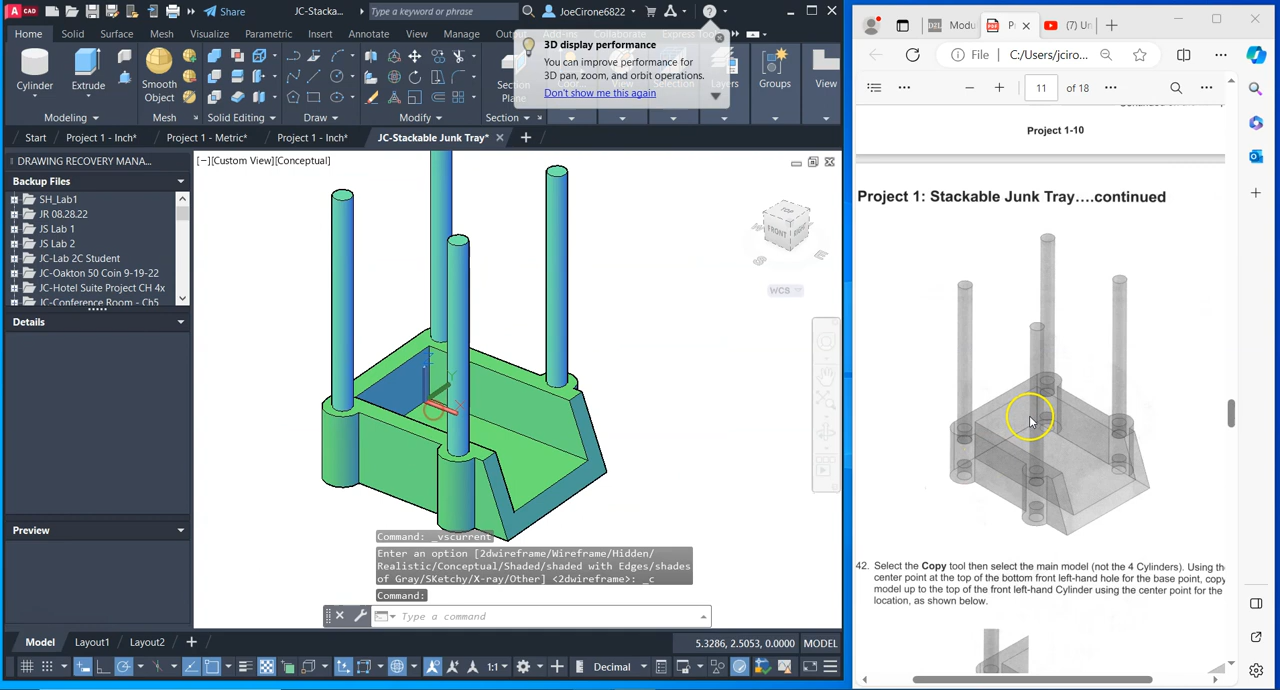 A CAD
Share
JC-Stacka...
Type a keyword or phrase
JoeCirone6822
Home Solid Surface Mesh Visualize Parametric Insert Annotate View Manage
Cylinder
Extrude
Smooth
Object
Groups
View
Modeling
Mesh
Solid Editing
Draw
Modify
Section
3D display performance
You can improve performance for
3D pan, zoom, and orbit operations.
Don't show me this again
Start
Project 1 - Inch*
Project 1 - Metric*
Project 1 - Inch*
JC-Stackable Junk Tray*
DRAWING RECOVERY MANA...
Backup Files
SH_Lab1
JR 08.28.22
JS Lab 1
JS Lab 2
JC-Lab 2C Student
JC-Oakton 50 Coin 9-19-22
JC-Hotel Suite Project CH 4x
JC-Conference Room - Ch5
Details
Preview
[−][Custom View][Conceptual]
TOP
FRONT
WCS
Command: _vscurrent
Enter an option [2dwireframe/Wireframe/Hidden/
Realistic/Conceptual/Shaded/shaded with Edges/shades
of Gray/SKetchy/X-ray/Other] <2dwireframe>: _c
Command:
Type a command
Model Layout1 Layout2
5.3286, 2.5053, 0.0000 MODEL
1:1
Decimal
D2L Modu
PDF P
(7) Un
File
C:/Users/jciro...
11 of 18
Project 1-10
Project 1: Stackable Junk Tray….continued
42. Select the Copy tool then select the main model (not the 4 Cylinders). Using th
center point at the top of the bottom front left-hand hole for the base point, copy
model up to the top of the front left-hand Cylinder using the center point for the
location, as shown below.